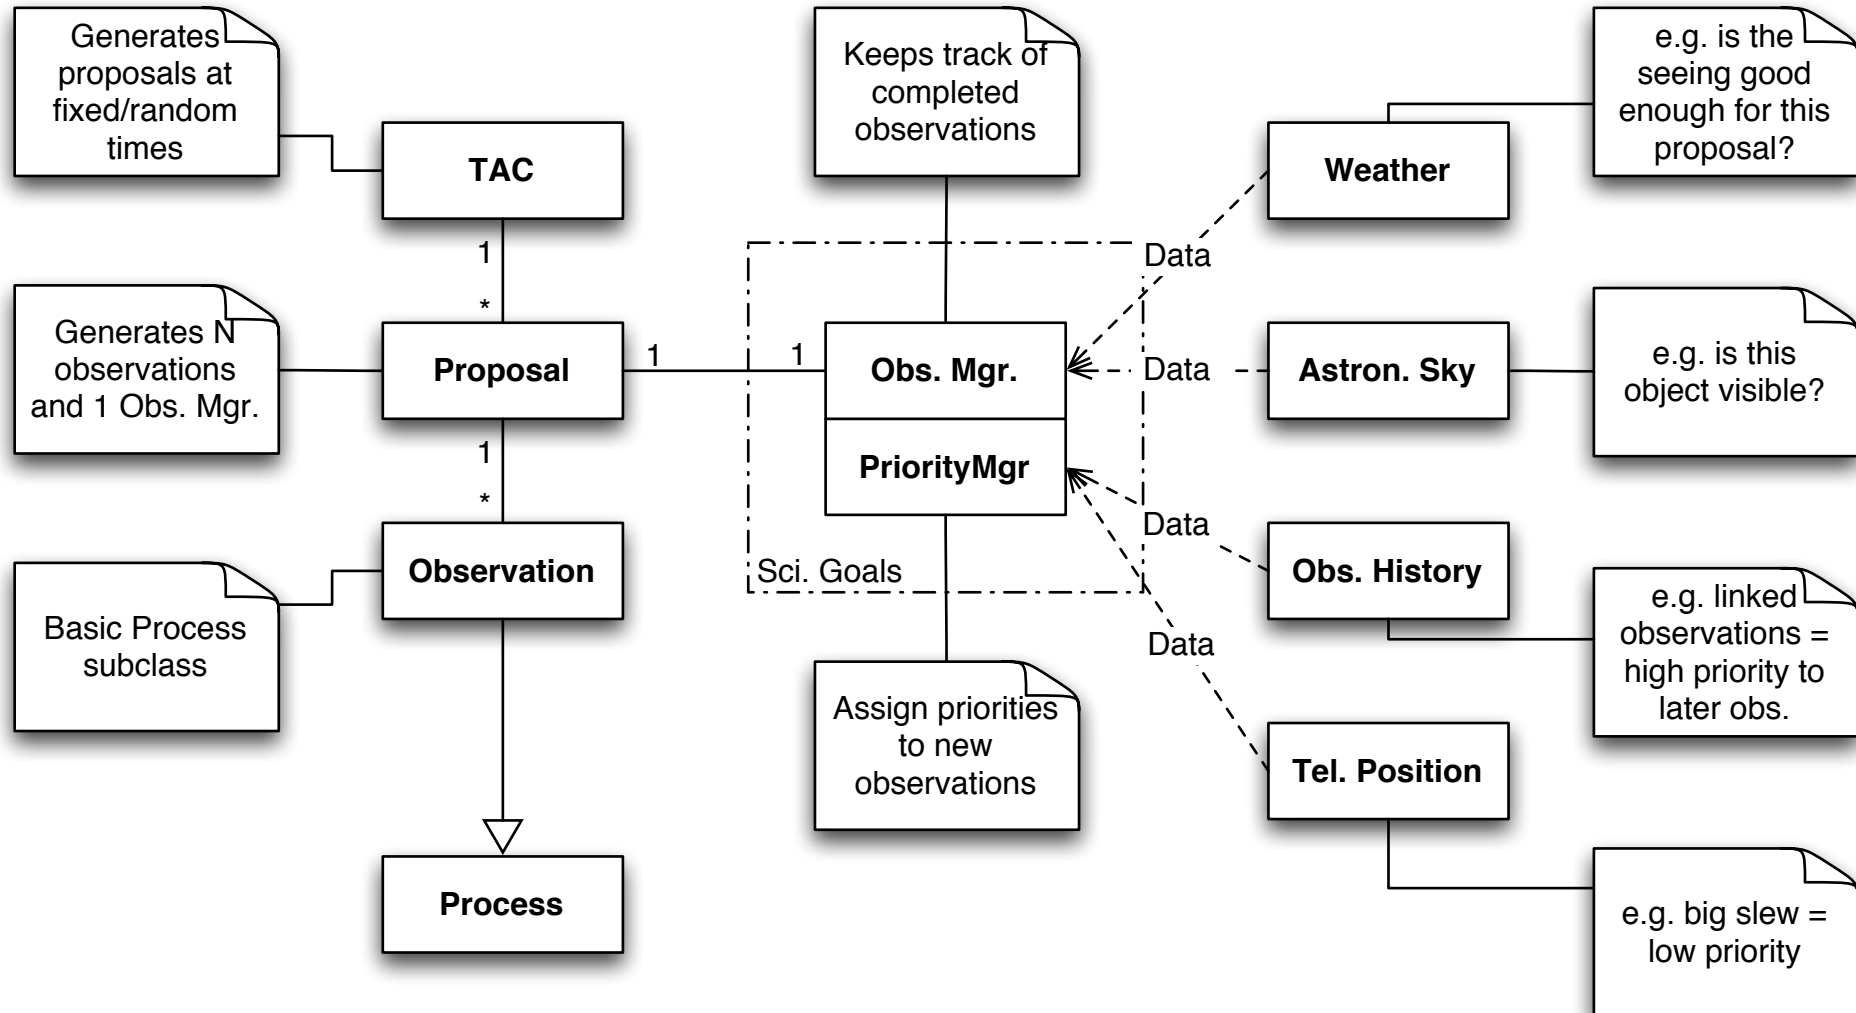 Generates
proposals at
fixed/random
times
TAC
1
*
Generates N
observations
and 1 Obs. Mgr.
Proposal
1
*
Basic Process
subclass
Observation
Process
Keeps track of
completed
observations
1
1
Obs. Mgr.
PriorityMgr
Sci. Goals
Assign priorities
to new
observations
Data
Data
Data
Data
Weather
e.g. is the
seeing good
enough for this
proposal?
Astron. Sky
e.g. is this
object visible?
Obs. History
e.g. linked
observations =
high priority to
later obs.
Tel. Position
e.g. big slew =
low priority